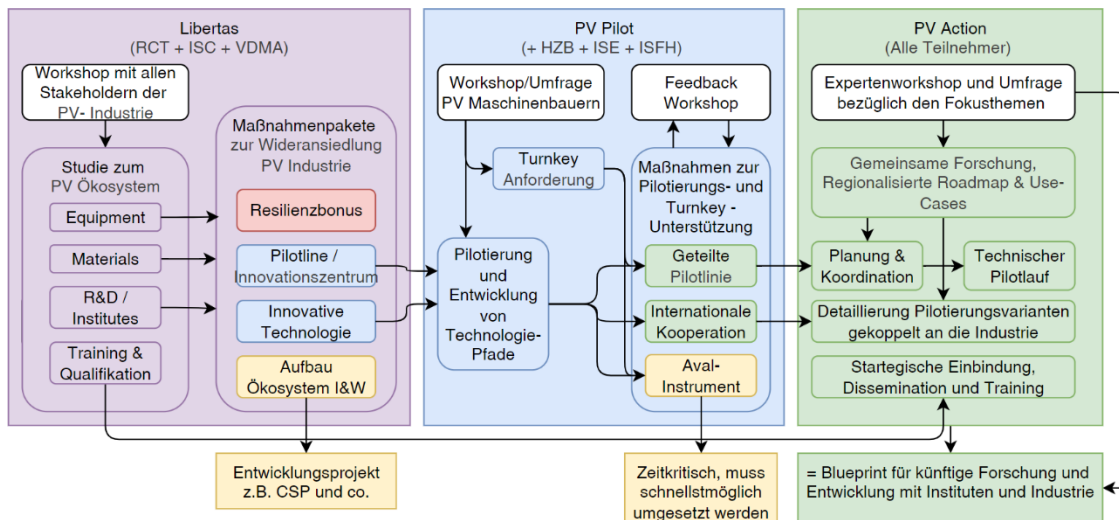 Libertas
(RCT + ISC + VDMA)
Workshop mit allen
Stakeholdern der
PV- Industrie
Studie zum
PV Ökosystem
Equipment
Materials
R&D /
Institutes
Training &
Qualifikation
Maßnahmenpakete
zur Wideransiedlung
PV Industrie
Resilienzbonus
Pilotline /
Innovationszentrum
Innovative
Technologie
Aufbau
Ökosystem I&W
Entwicklungsprojekt
z.B. CSP und co.
PV Pilot
(+ HZB + ISE + ISFH)
Workshop/Umfrage
PV Maschinenbauern
Feedback
Workshop
Turnkey
Anforderung
Pilotierung
und
Entwicklung
von
Technologie-
Pfade
Maßnahmen zur
Pilotierungs- und
Turnkey -
Unterstützung
Geteilte
Pilotlinie
Internationale
Kooperation
Aval-
Instrument
Zeitkritisch, muss
schnellstmöglich
umgesetzt werden
PV Action
(Alle Teilnehmer)
Expertenworkshop und Umfrage
bezüglich den Fokusthemen
Gemeinsame Forschung,
Regionalisierte Roadmap & Use-
Cases
Planung &
Koordination
Technischer
Pilotlauf
Detaillierung Pilotierungsvarianten
gekoppelt an die Industrie
Startegische Einbindung,
Dissemination und Training
= Blueprint für künftige Forschung und
Entwicklung mit Instituten und Industrie